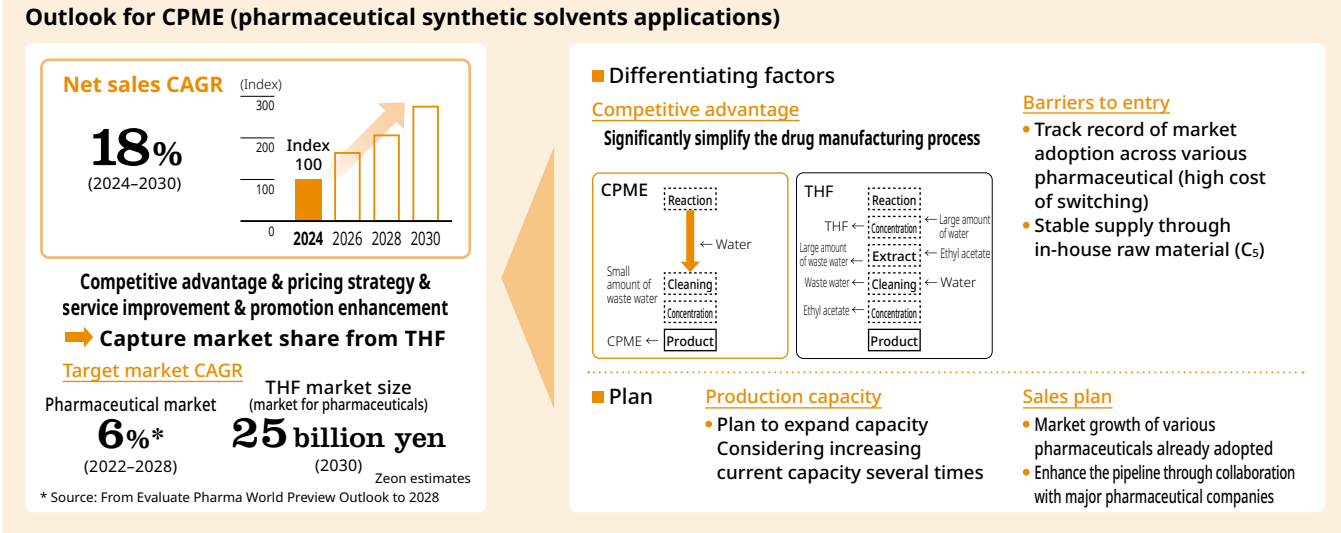 Outlook for CPME (pharmaceutical synthetic solvents applications)
Net sales CAGR
18%
(2024–2030)
(Index)
300
200
100
0
Index
100
2024 2026 2028 2030
Competitive advantage & pricing strategy &
service improvement & promotion enhancement
Capture market share from THF
Target market CAGR
Pharmaceutical market
6%*
(2022–2028)
THF market size
(market for pharmaceuticals)
25 billion yen
(2030)
Zeon estimates
* Source: From Evaluate Pharma World Preview Outlook to 2028
■ Differentiating factors
Competitive advantage
Significantly simplify the drug manufacturing process
CPME
Reaction
← Water
Small
amount of
waste water
Cleaning
Concentration
CPME ← Product
THF
Reaction
THF ← Concentration ← Large amount
of water
Large amount
of waste water ← Extract ← Ethyl acetate
Waste water ← Cleaning ← Water
Ethyl acetate ← Concentration
Product
Barriers to entry
• Track record of market
adoption across various
pharmaceutical (high cost
of switching)
• Stable supply through
in-house raw material (C₅)
■ Plan
Production capacity
• Plan to expand capacity
Considering increasing
current capacity several times
Sales plan
• Market growth of various
pharmaceuticals already adopted
• Enhance the pipeline through collaboration
with major pharmaceutical companies